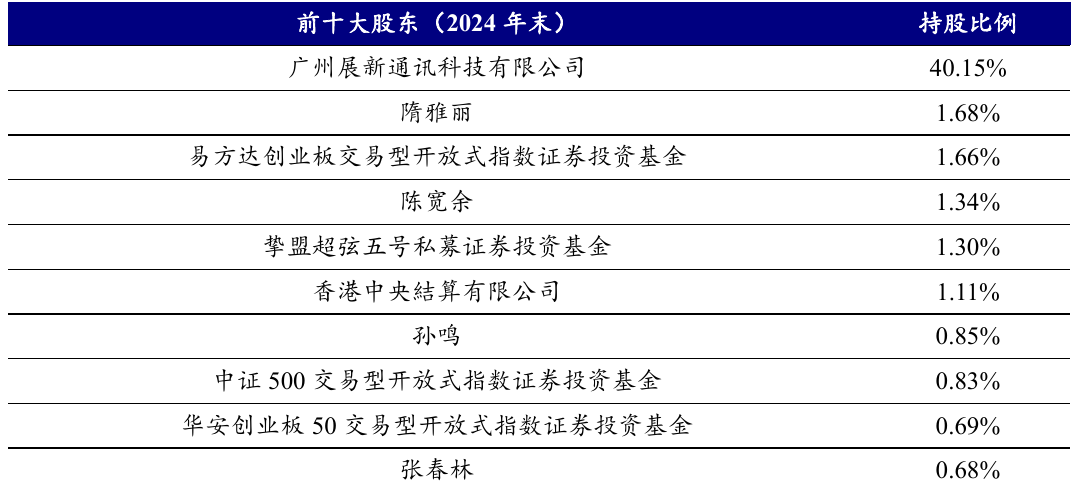 前十大股东（2024 年末） 持股比例
广州展新通讯科技有限公司 40.15%
隋雅丽 1.68%
易方达创业板交易型开放式指数证券投资基金 1.66%
陈宽余 1.34%
挚盟超弦五号私募证券投资基金 1.30%
香港中央結算有限公司 1.11%
孙鸣 0.85%
中证 500 交易型开放式指数证券投资基金 0.83%
华安创业板 50 交易型开放式指数证券投资基金 0.69%
张春林 0.68%